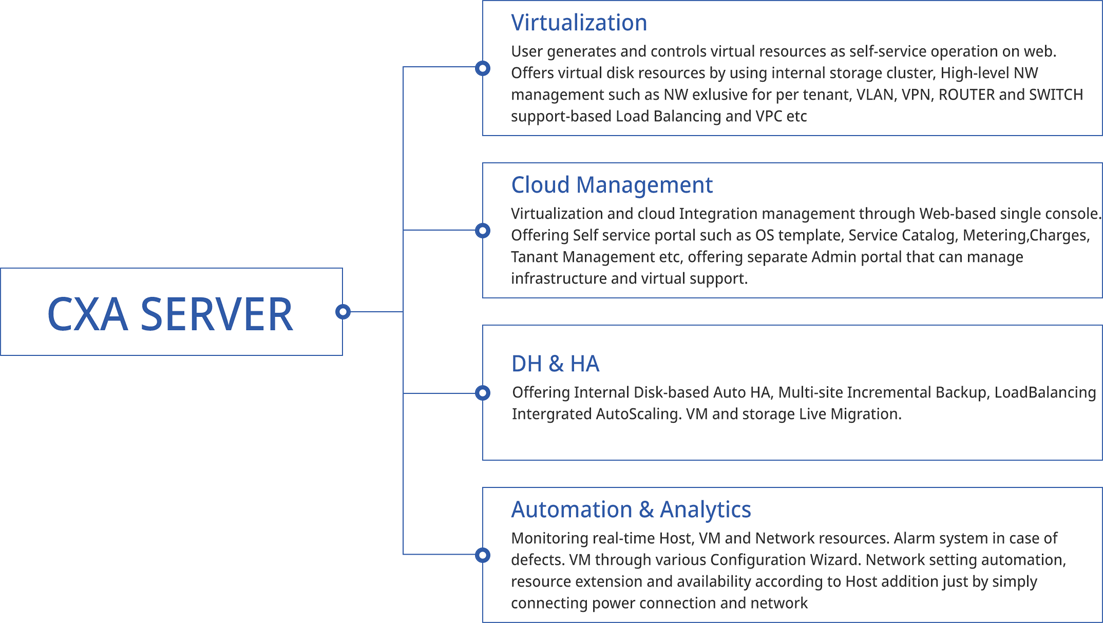 Virtualization
User generates and controls virtual resources as self-service operation on web.
Offers virtual disk resources by using internal storage cluster, High-level NW
management such as NW exlusive for per tenant, VLAN, VPN, ROUTER and SWITCH
support-based Load Balancing and VPC etc
Cloud Management
Virtualization and cloud Integration management through Web-based single console.
Offering Self service portal such as OS template, Service Catalog, Metering,Charges,
Tanant Management etc, offering separate Admin portal that can manage
infrastructure and virtual support.
CXA SERVER
DH & HA
Offering Internal Disk-based Auto HA, Multi-site Incremental Backup, LoadBalancing
Intergrated AutoScaling. VM and storage Live Migration.
Automation & Analytics
Monitoring real-time Host, VM and Network resources. Alarm system in case of
defects. VM through various Configuration Wizard. Network setting automation,
resource extension and availability according to Host addition just by simply
connecting power connection and network